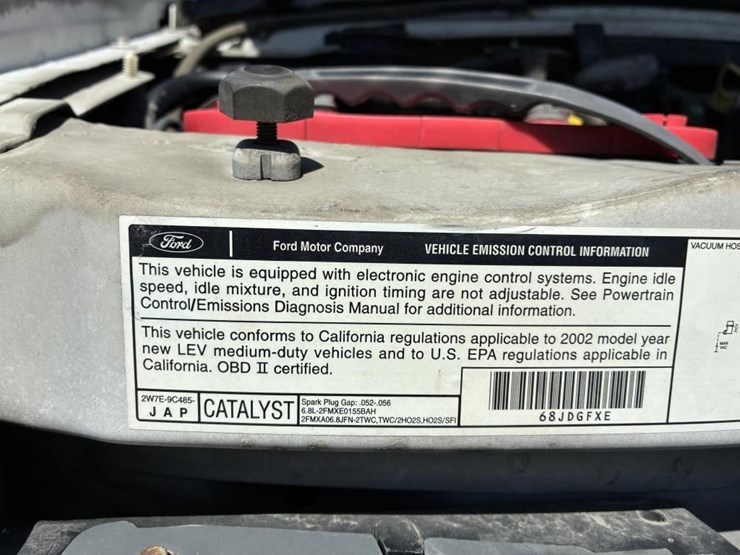 Ford
Ford Motor Company VEHICLE EMISSION CONTROL INFORMATION
VACUUM HOS
This vehicle is equipped with electronic engine control systems. Engine idle
speed, idle mixture, and ignition timing are not adjustable. See Powertrain
Control/Emissions Diagnosis Manual for additional information.
This vehicle conforms to California regulations applicable to 2002 model year
new LEV medium-duty vehicles and to U.S. EPA regulations applicable in
California. OBD II certified.
2W7E-9C485-
JAP
CATALYST
Spark Plug Gap: .052-.056
6.8L-2FMXE0155BAH
2FMXA06.8JFN-2TWC,TWC/2HO2S,HO2S/SFI
68JDGFXE